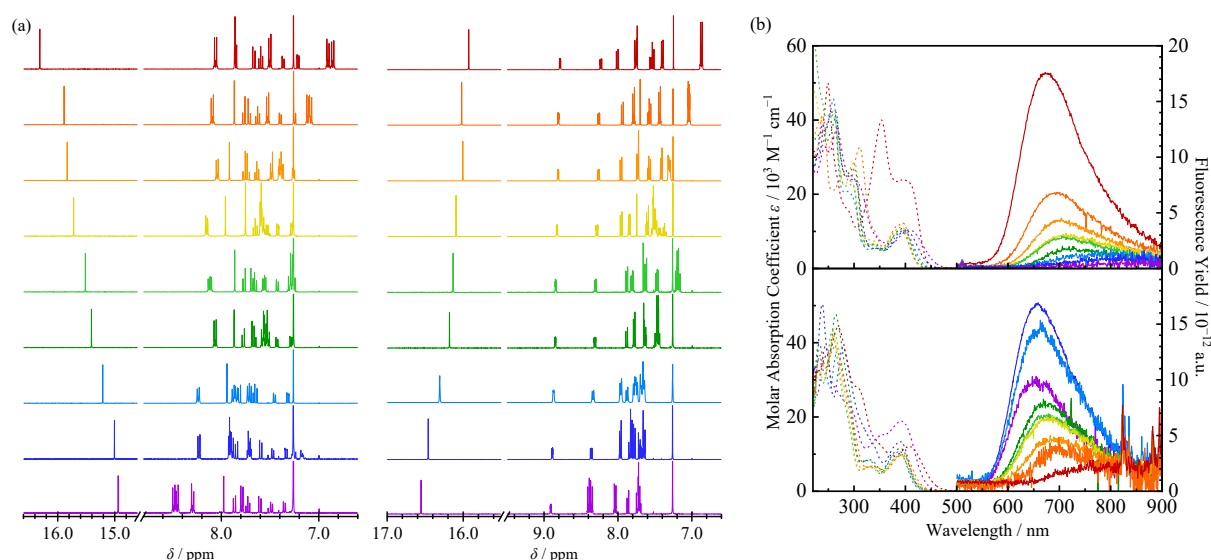 (a)
16.0 15.0 8.0 7.0
δ / ppm
17.0 16.0 9.0 8.0 7.0
δ / ppm
(b)
Molar Absorption Coefficient ε / 10³ M⁻¹ cm⁻¹
60
40
20
0
40
20
0
20
15
10
5
0
15
10
5
0
Fluorescence Yield / 10⁻¹² a.u.
300 400 500 600 700 800 900
Wavelength / nm